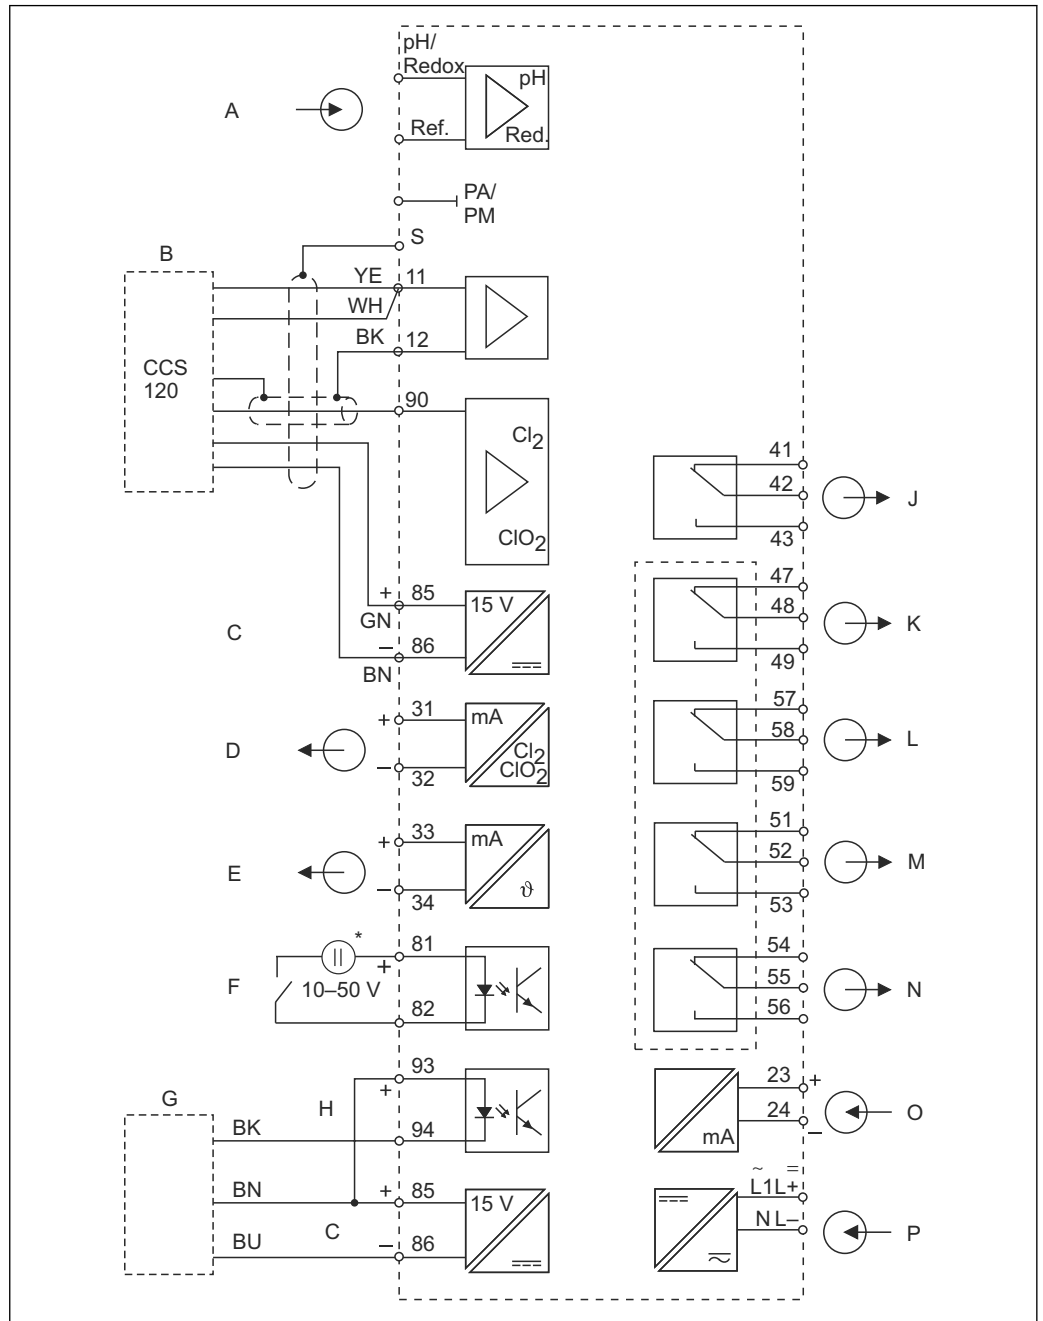 pH/
Redox
pH
A
Ref.
Red.
PA/
PM
S
B
YE
11
WH
BK
12
CCS
120
90
Cl2
ClO2
+
85
15 V
GN
C
–
86
BN
+
31
mA
D
Cl2
ClO2
–
32
+
33
mA
E
ϑ
–
34
*
81
+
F
10–50 V
82
93
+
G
H
BK
94
BN
+
85
15 V
C
BU
–
86
41
42
J
43
47
48
K
49
57
58
L
59
51
52
M
53
54
55
N
56
23
+
24
O
–
mA
~ =
L1L+
N L–
P